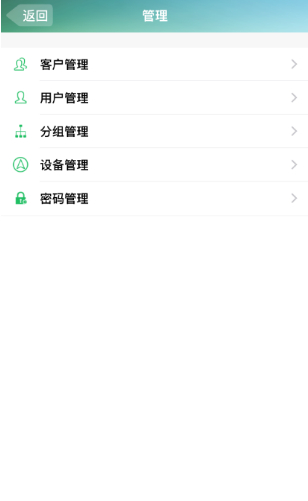 返回
管理
客户管理
用户管理
分组管理
设备管理
密码管理